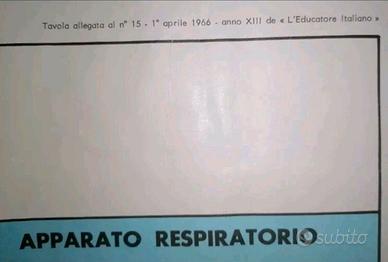 Tavola allegata al n° 15 - 1° aprile 1966 - anno XIII de « L'Educatore Italiano »
APPARATO RESPIRATORIO
subito